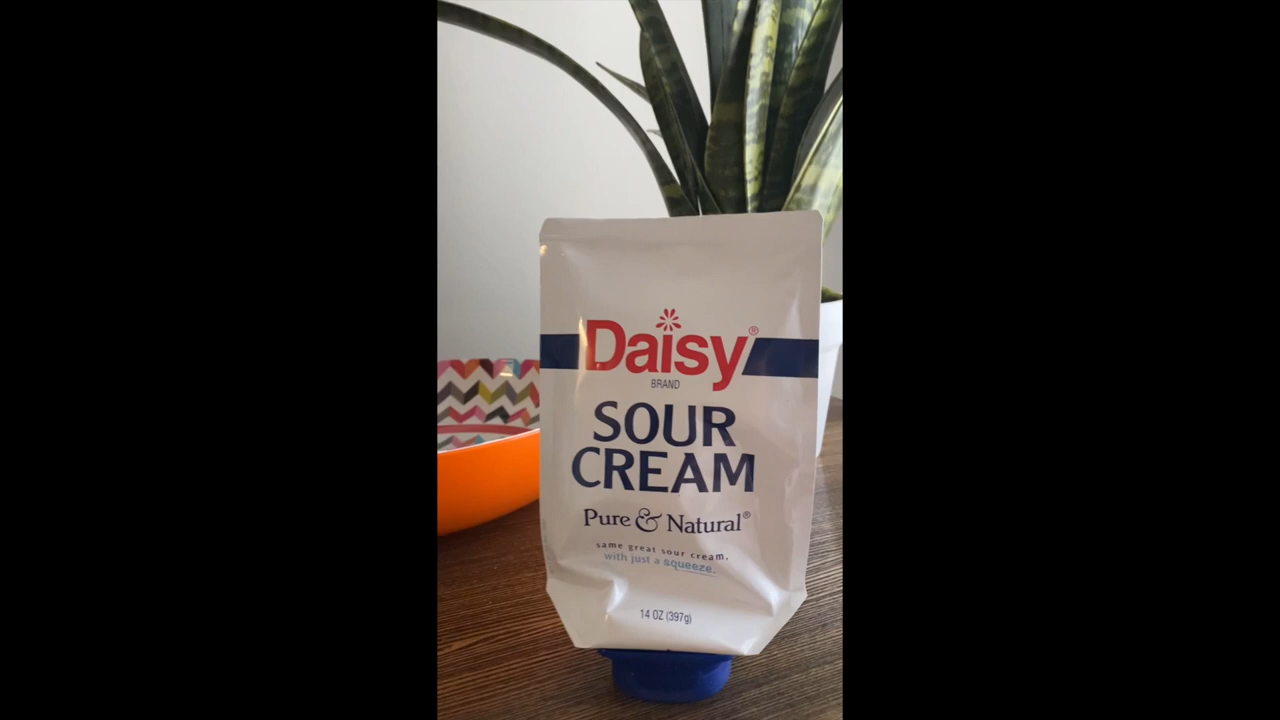 Daisy®
BRAND
SOUR
CREAM
Pure & Natural®
same great sour cream.
with just a squeeze.
14 OZ (397g)